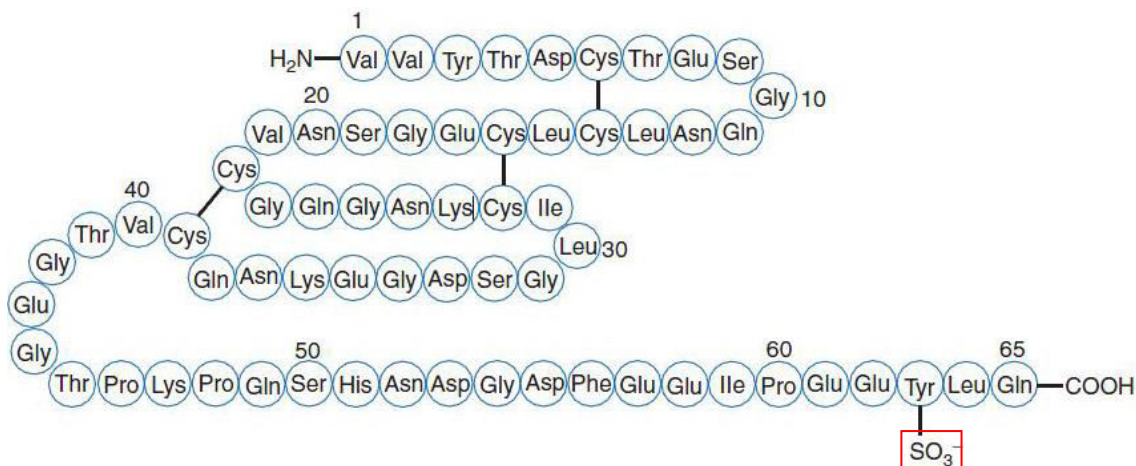 1
H₂N Val Val Tyr Thr Asp Cys Thr Glu Ser
Gly 10
20
Val Asn Ser Gly Glu Cys Leu Cys Leu Asn Gln
Cys
Gly Gln Gly Asn Lys Cys Ile
Leu 30
40
Gly Thr Val Cys
Gln Asn Lys Glu Gly Asp Ser Gly
Glu
Gly
50 60 65
Thr Pro Lys Pro Gln Ser His Asn Asp Gly Asp Phe Glu Glu Ile Pro Glu Glu Tyr Leu Gln COOH
SO₃⁻